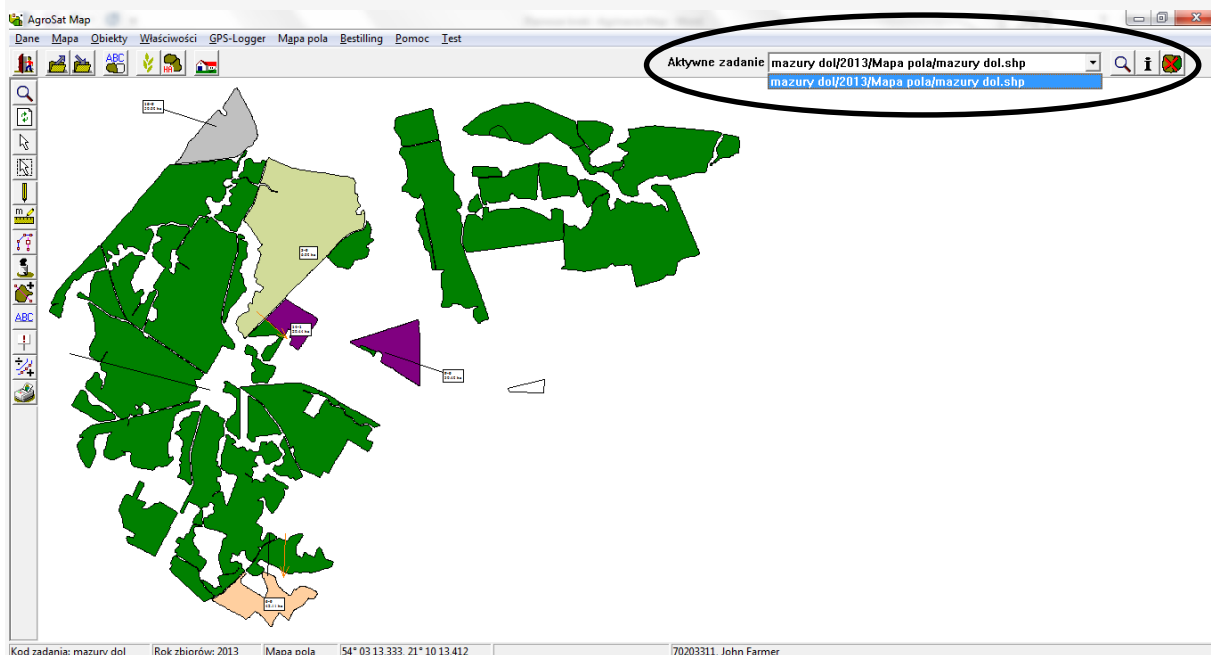 AgroSat Map
Dane Mapa Obiekty Właściwości GPS-Logger Mapa pola Bestilling Pomoc Test
ABC HA
Aktywne zadanie mazury dol/2013/Mapa pola/mazury dol.shp
mazury dol/2013/Mapa pola/mazury dol.shp
m
ABC
Kod zadania: mazury dol Rok zbiorów: 2013 Mapa pola 54° 03 13.333, 21° 10 13.412 70203311, John Farmer